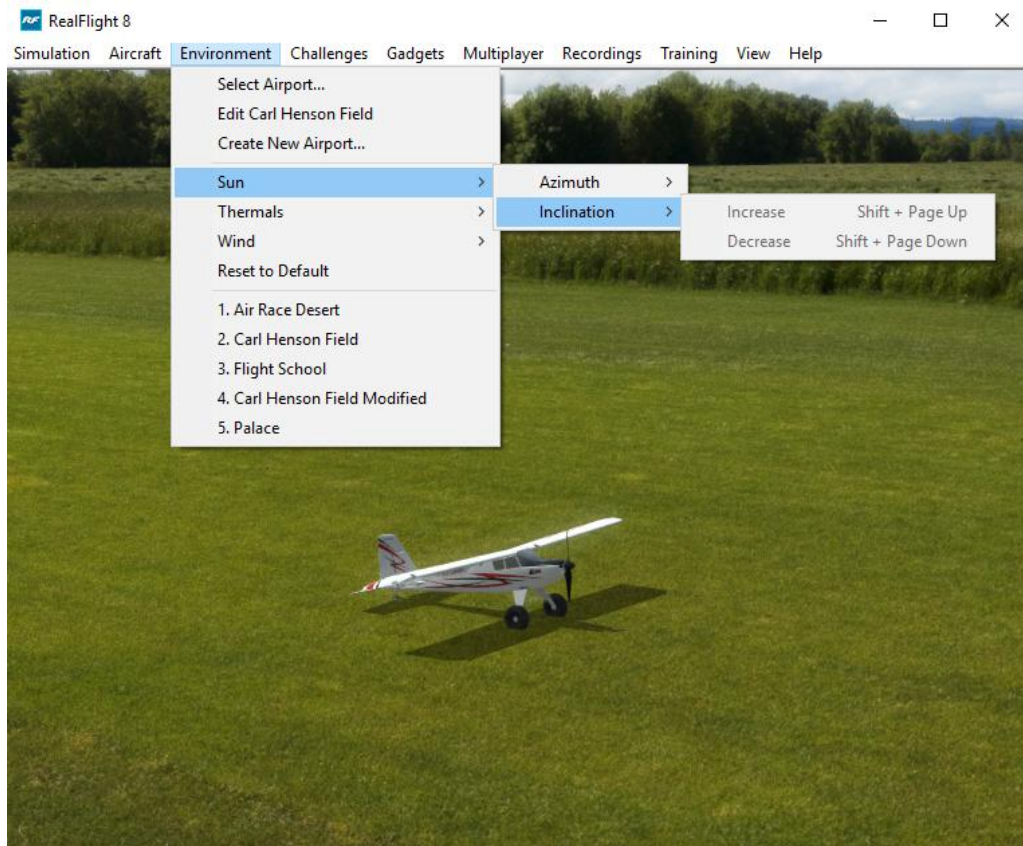 RF RealFlight 8
Simulation Aircraft Environment Challenges Gadgets Multiplayer Recordings Training View Help
Select Airport...
Edit Carl Henson Field
Create New Airport...
Sun Azimuth
Thermals Inclination Increase Shift + Page Up
Wind Decrease Shift + Page Down
Reset to Default
1. Air Race Desert
2. Carl Henson Field
3. Flight School
4. Carl Henson Field Modified
5. Palace